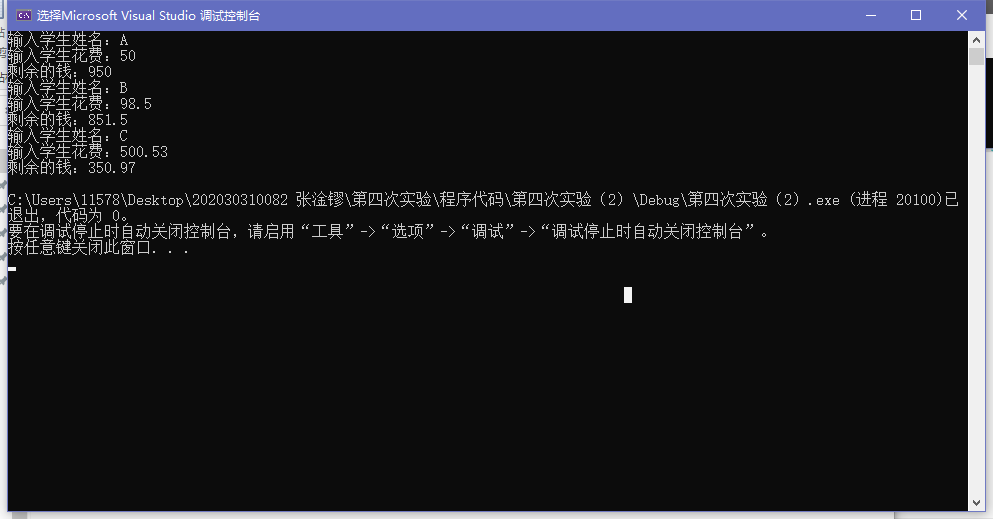 选择Microsoft Visual Studio 调试控制台
输入学生姓名：A
输入学生花费：50
剩余的钱：950
输入学生姓名：B
输入学生花费：98.5
剩余的钱：851.5
输入学生姓名：C
输入学生花费：500.53
剩余的钱：350.97
C:\Users\11578\Desktop\202030310082 张淦镠\第四次实验\程序代码\第四次实验（2）\Debug\第四次实验（2）.exe (进程 20100)已
退出，代码为 0。
要在调试停止时自动关闭控制台，请启用“工具”->“选项”->“调试”->“调试停止时自动关闭控制台”。
按任意键关闭此窗口. . .